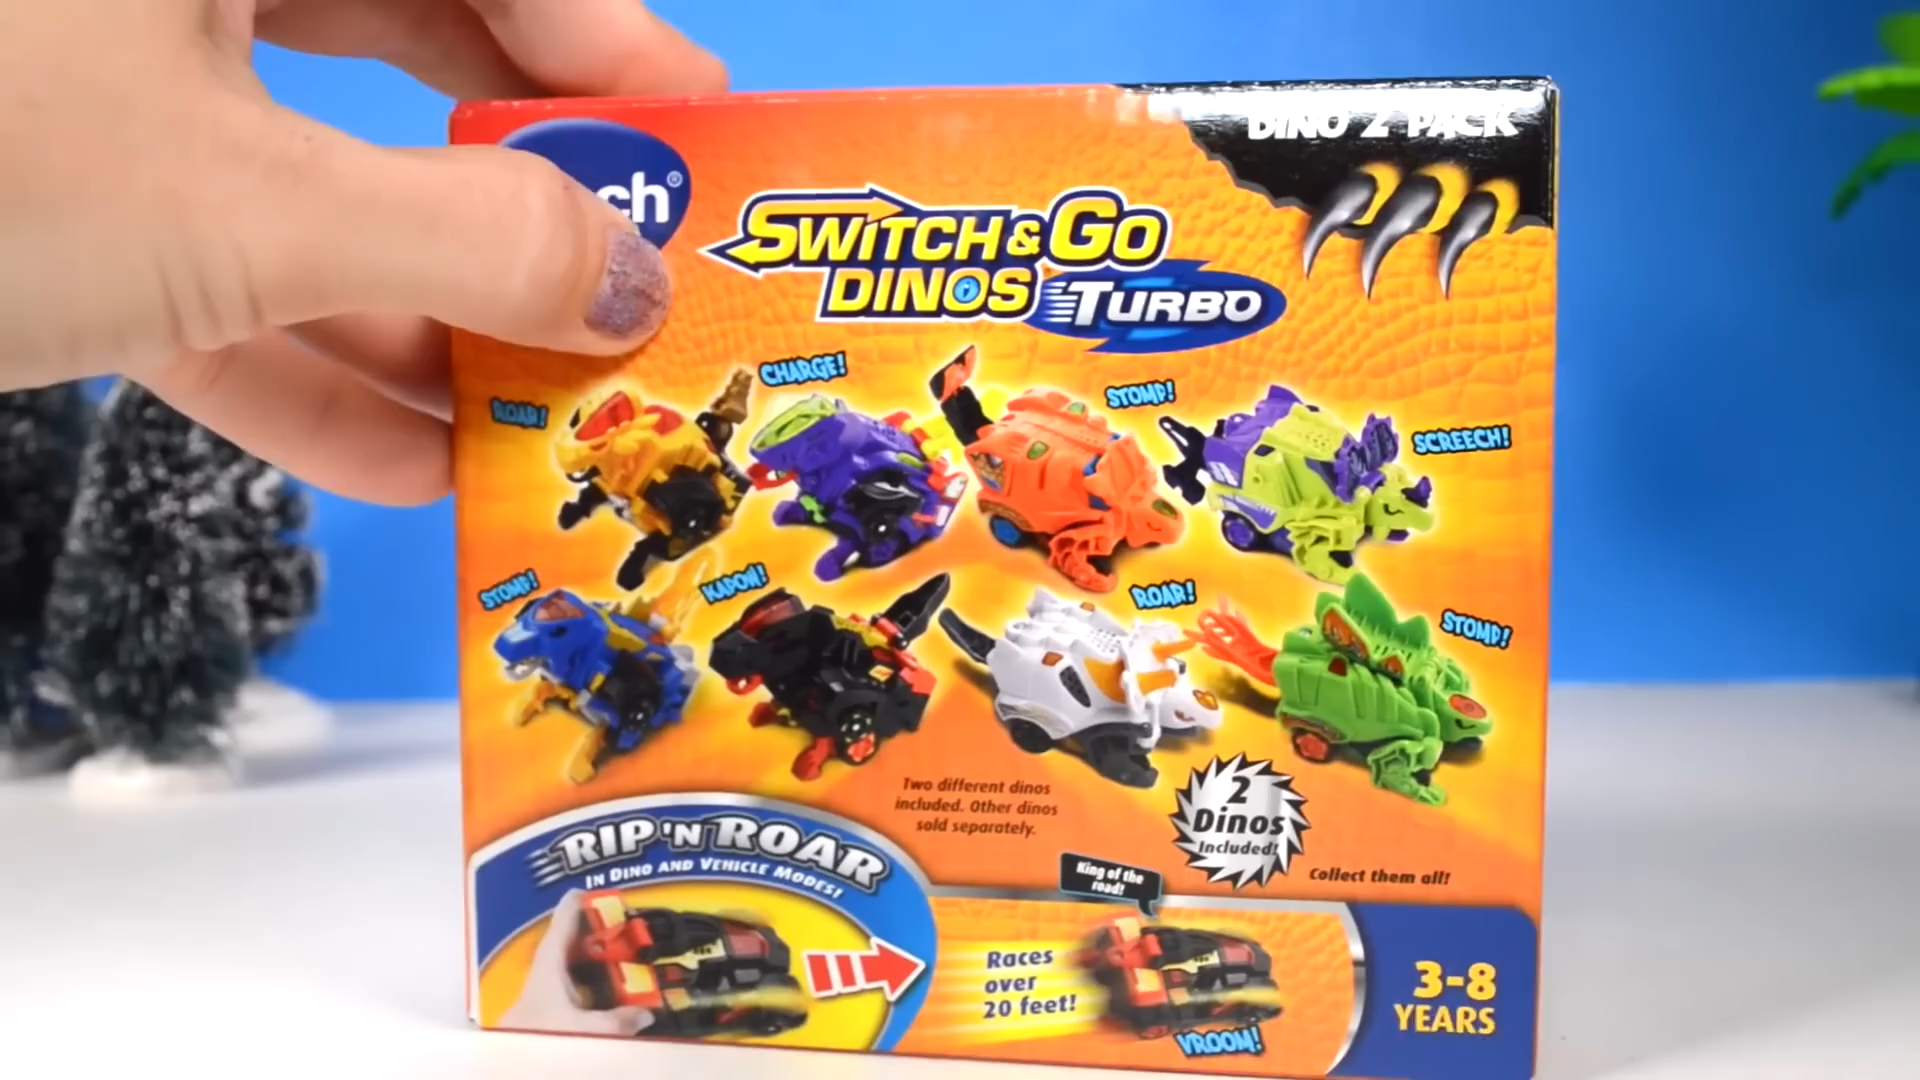 DINO 2 PACK
ch®
SWITCH & GO
DINOS TURBO
CHARGE!
ROAR!
STOMP!
SCREECH!
STOMP!
KAPOW!
ROAR!
STOMP!
Two different dinos
included. Other dinos
sold separately.
2
Dinos
Included!
Collect them all!
RIP 'N ROAR
IN DINO AND VEHICLE MODES!
King of the
road!
Races
over
20 feet!
VROOM!
3-8
YEARS